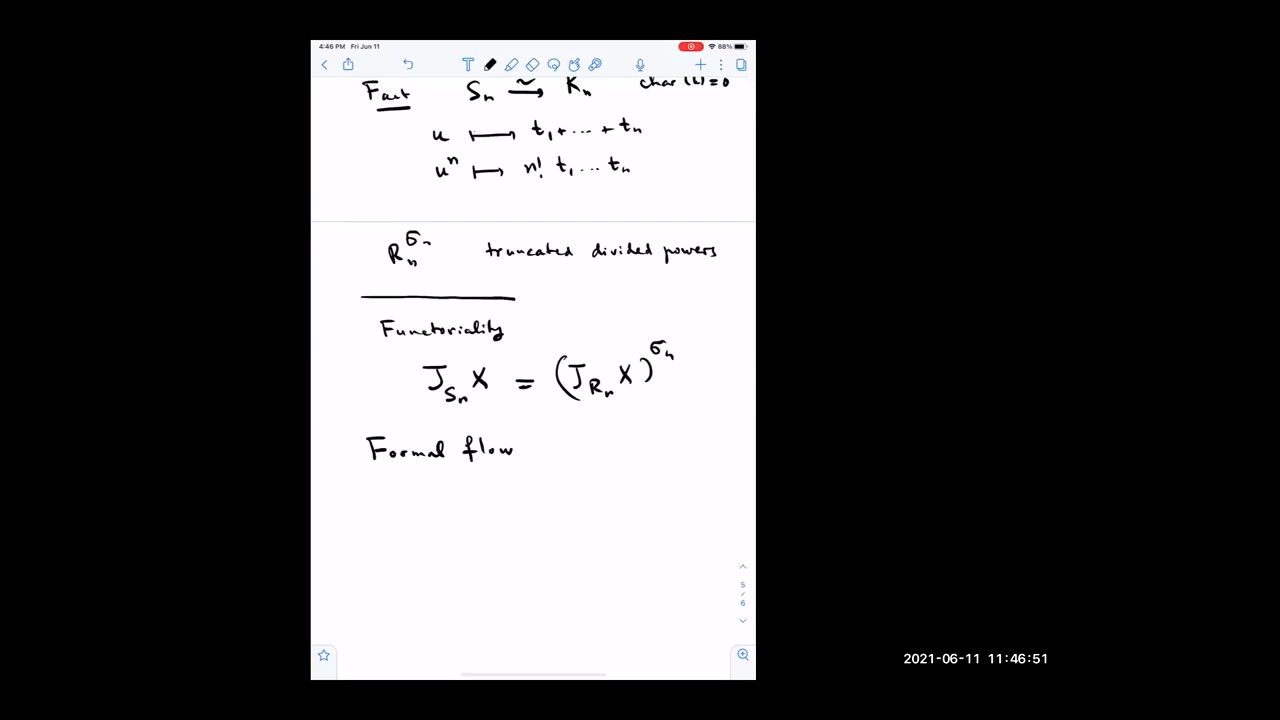 4:46 PM Fri Jun 11
88%
T
Fact Sₙ ⥲ Kₙ char(k)=0
u ⟼ t₁+…+tₙ
uⁿ ⟼ n! t₁…tₙ
Rₙ^σₙ truncated divided powers
Functoriality
J_Sₙ X = (J_Rₙ X)^σₙ
Formal flow
5
/
6
2021-06-11 11:46:51